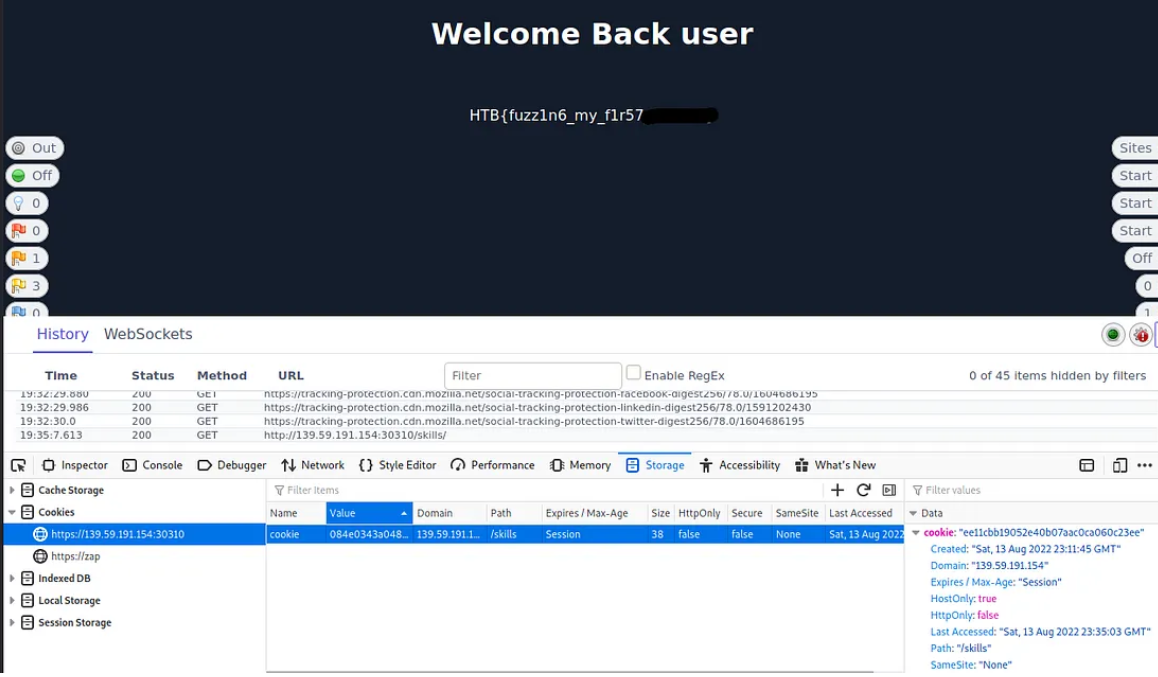 Welcome Back user
HTB{fuzz1n6_my_f1r57
Out
Sites
Off
Start
0
Start
0
Start
1
Off
3
0
0
1
History WebSockets
Time Status Method URL Filter Enable RegEx 0 of 45 items hidden by filters
19:32:29.880 200 GET https://tracking-protection.cdn.mozilla.net/social-tracking-protection-facebook-digest256/78.0/1604686195
19:32:29.986 200 GET https://tracking-protection.cdn.mozilla.net/social-tracking-protection-linkedin-digest256/78.0/1591202430
19:32:30.0 200 GET https://tracking-protection.cdn.mozilla.net/social-tracking-protection-twitter-digest256/78.0/1604686195
19:35:7.613 200 GET http://139.59.191.154:30310/skills/
Inspector Console Debugger Network Style Editor Performance Memory Storage Accessibility What's New
Cache Storage
Cookies
https://139.59.191.154:30310
https://zap
Indexed DB
Local Storage
Session Storage
Filter Items
Name Value Domain Path Expires / Max-Age Size HttpOnly Secure SameSite Last Accessed
cookie 084e0343a048... 139.59.191.1... /skills Session 38 false false None Sat, 13 Aug 2022
Filter values
Data
cookie: "ee11cbb19052e40b07aac0ca060c23ee"
Created: "Sat, 13 Aug 2022 23:11:45 GMT"
Domain: "139.59.191.154"
Expires / Max-Age: "Session"
HostOnly: true
HttpOnly: false
Last Accessed: "Sat, 13 Aug 2022 23:35:03 GMT"
Path: "/skills"
SameSite: "None"